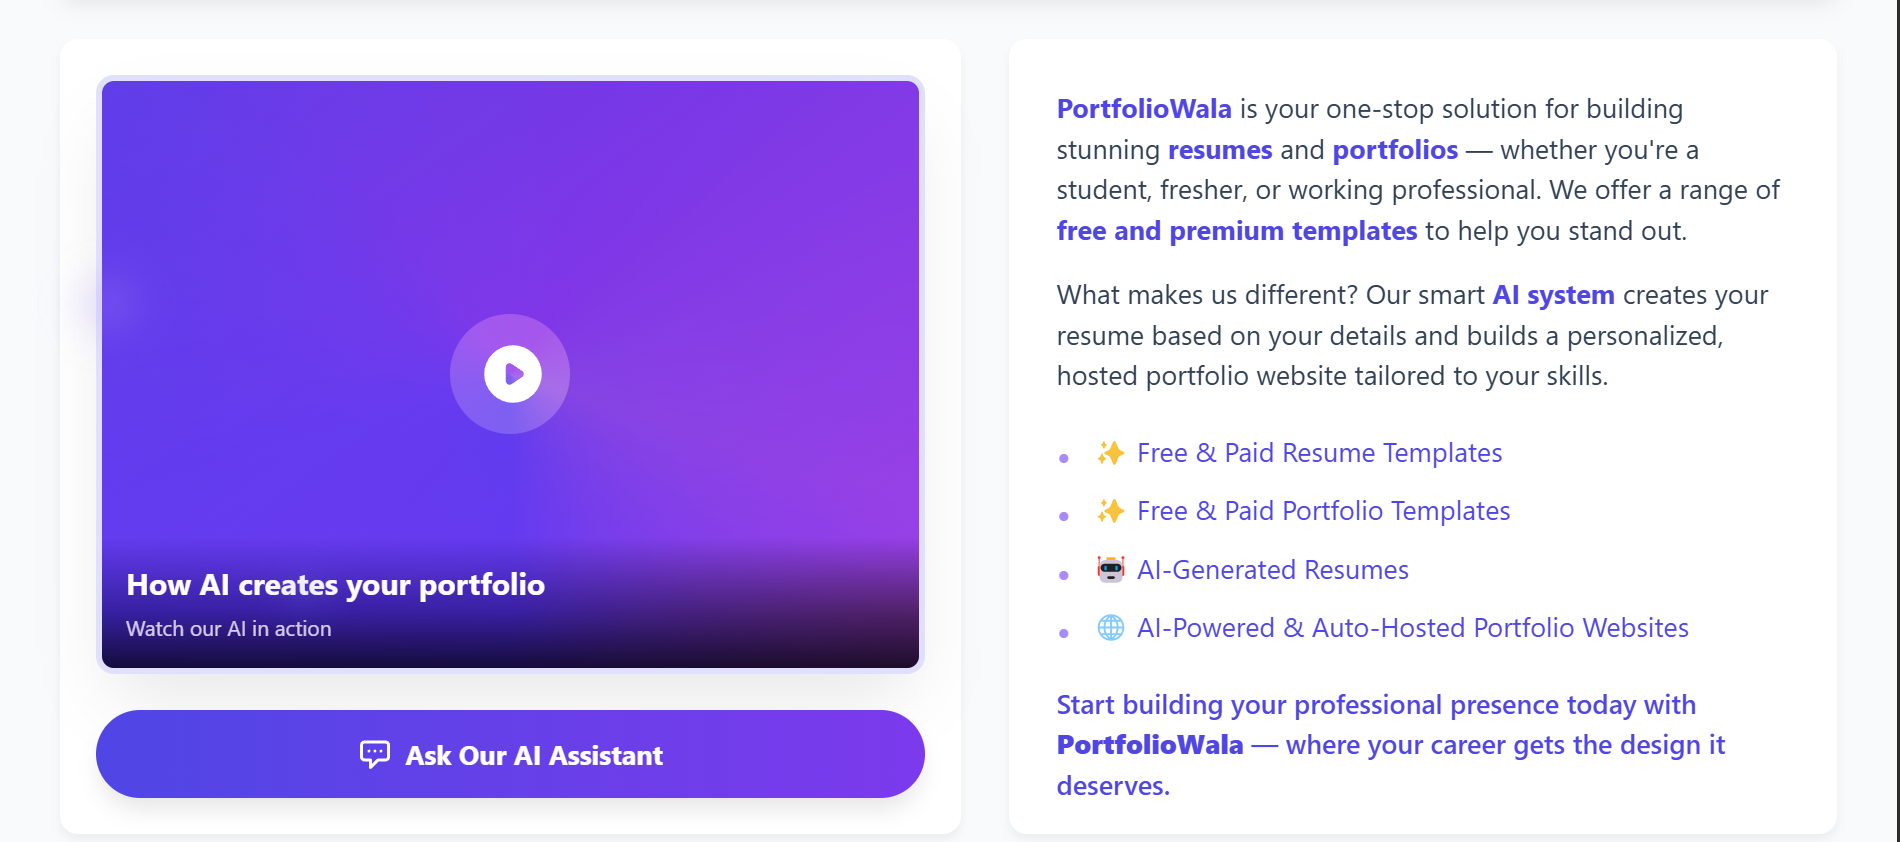 How AI creates your portfolio
Watch our AI in action
Ask Our AI Assistant
PortfolioWala is your one-stop solution for building
stunning resumes and portfolios — whether you're a
student, fresher, or working professional. We offer a range of
free and premium templates to help you stand out.
What makes us different? Our smart AI system creates your
resume based on your details and builds a personalized,
hosted portfolio website tailored to your skills.
• ✨ Free & Paid Resume Templates
• ✨ Free & Paid Portfolio Templates
• 🤖 AI-Generated Resumes
• 🌐 AI-Powered & Auto-Hosted Portfolio Websites
Start building your professional presence today with
PortfolioWala — where your career gets the design it
deserves.